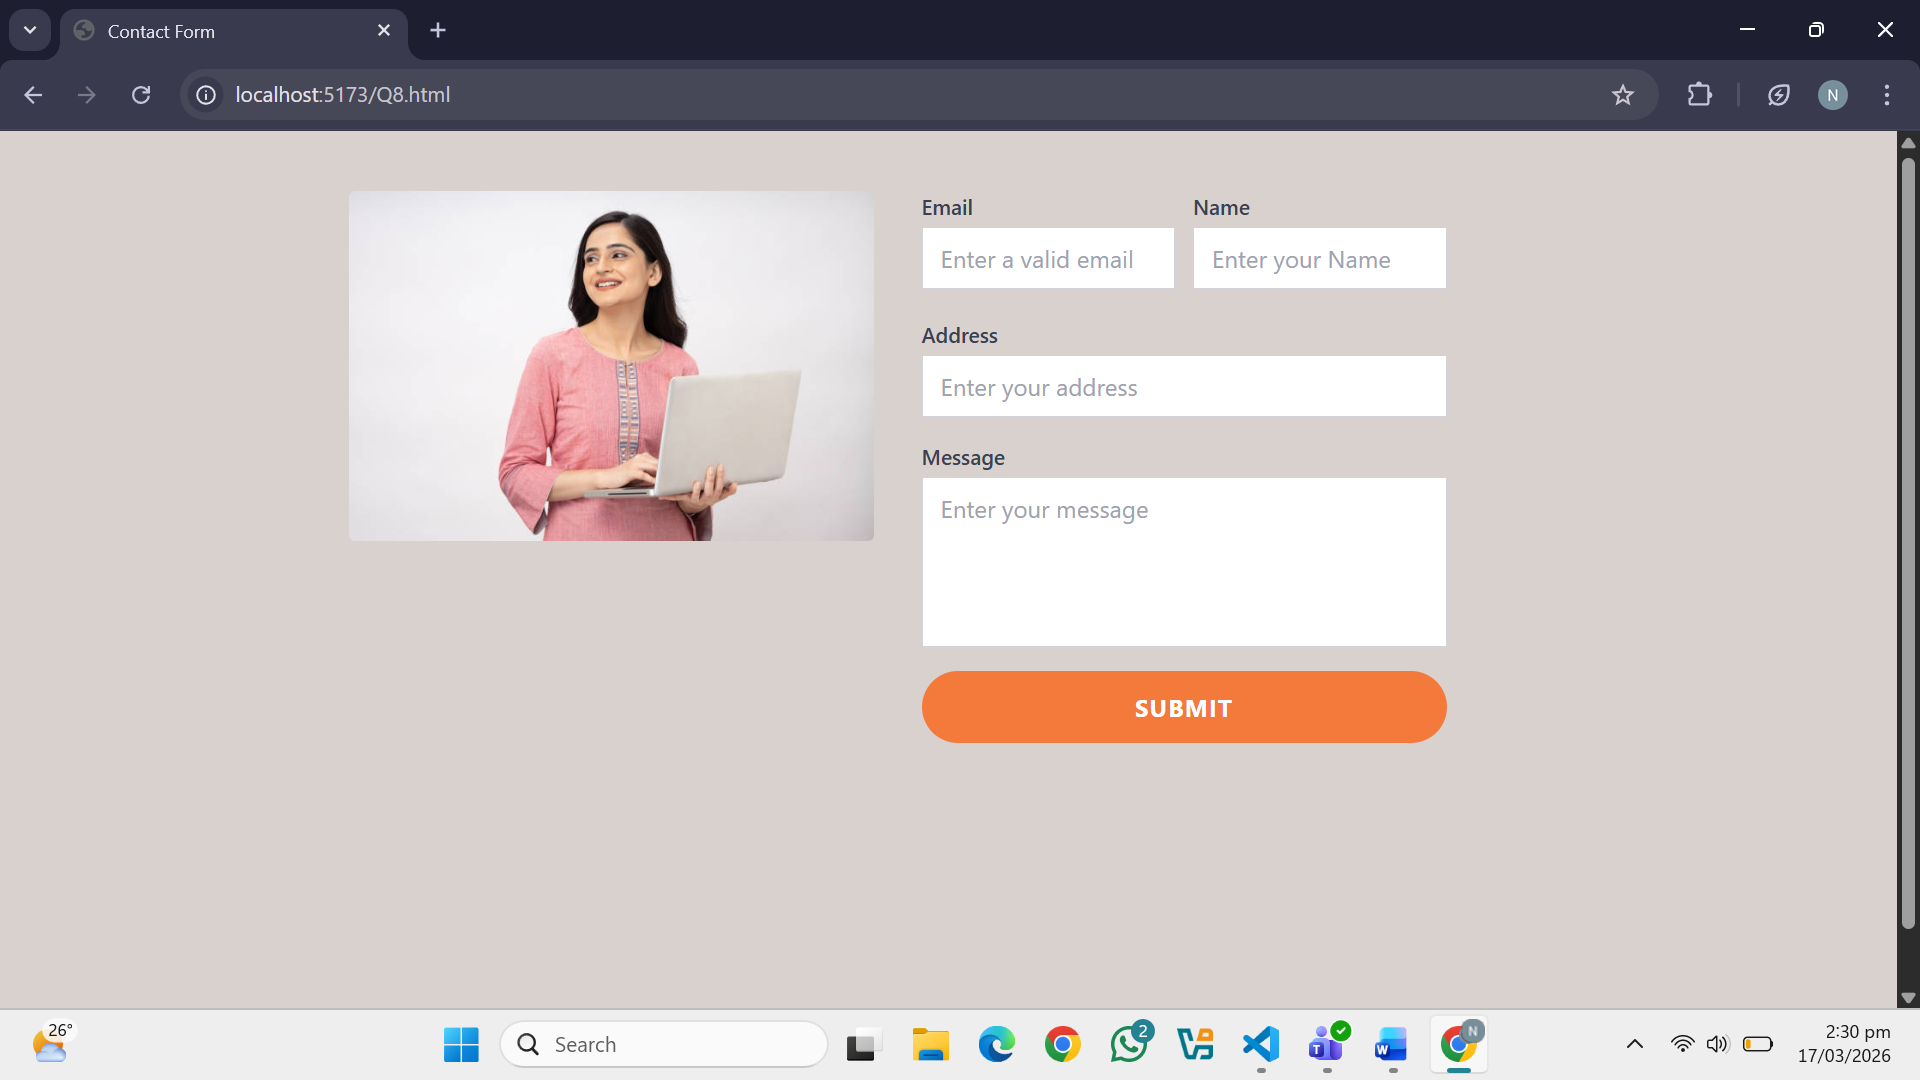 Contact Form
localhost:5173/Q8.html
N
Email
Name
Enter a valid email
Enter your Name
Address
Enter your address
Message
Enter your message
SUBMIT
26°
Search
2
T
W
N
2:30 pm
17/03/2026